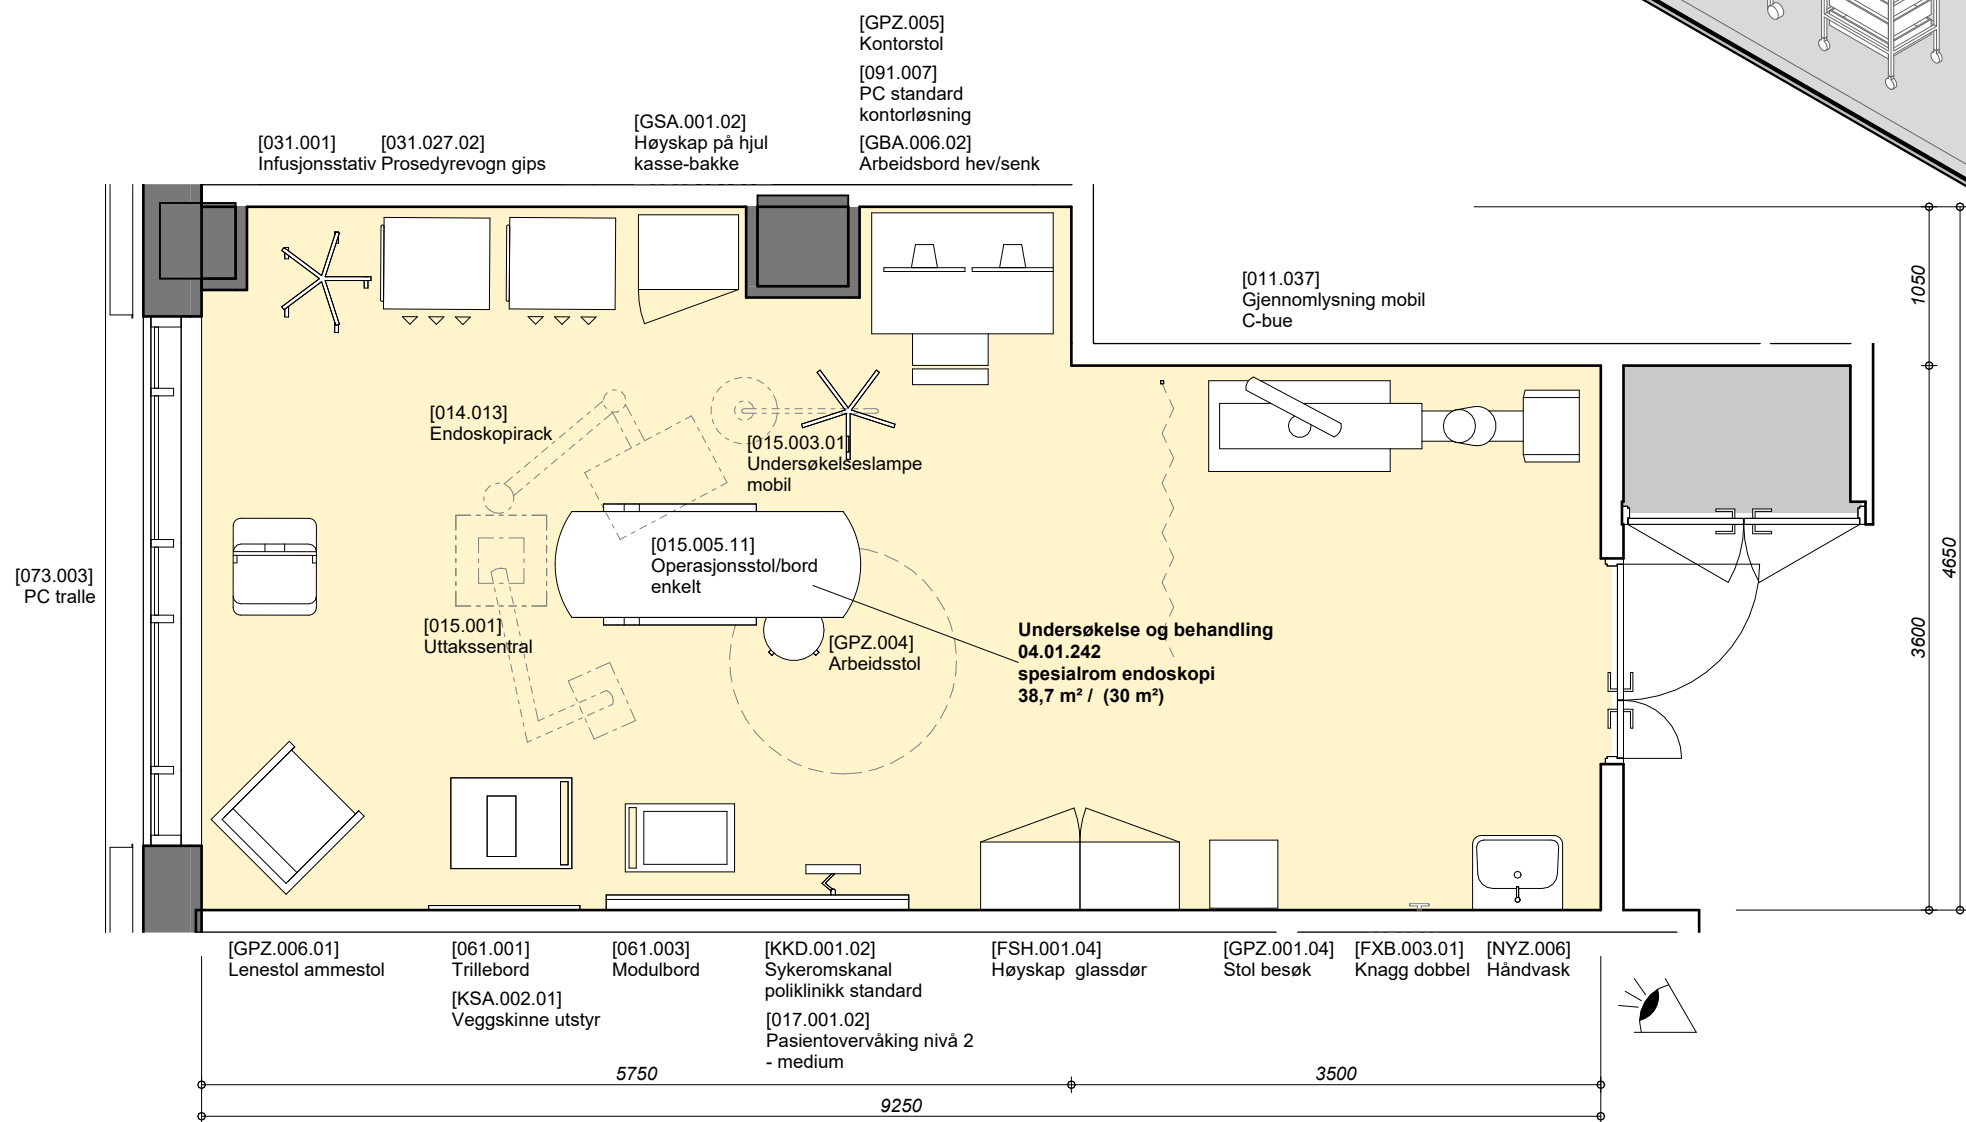 [GPZ.005]
Kontorstol
[091.007]
PC standard
kontorløsning
[GBA.006.02]
Arbeidsbord hev/senk
[GSA.001.02]
Høyskap på hjul
kasse-bakke
[031.001]
Infusjonsstativ
[031.027.02]
Prosedyrevogn gips
[011.037]
Gjennomlysning mobil
C-bue
1050
[014.013]
Endoskopirack
[015.003.01]
Undersøkelseslampe
mobil
[015.005.11]
Operasjonsstol/bord
enkelt
[073.003]
PC tralle
4650
[015.001]
Uttakssentral
[GPZ.004]
Arbeidsstol
Undersøkelse og behandling
04.01.242
spesialrom endoskopi
38,7 m² / (30 m²)
3600
[GPZ.006.01]
Lenestol ammestol
[061.001]
Trillebord
[KSA.002.01]
Veggskinne utstyr
[061.003]
Modulbord
[KKD.001.02]
Sykeromskanal
poliklinikk standard
[017.001.02]
Pasientovervåking nivå 2
- medium
[FSH.001.04]
Høyskap glassdør
[GPZ.001.04]
Stol besøk
[FXB.003.01]
Knagg dobbel
[NYZ.006]
Håndvask
5750
3500
9250